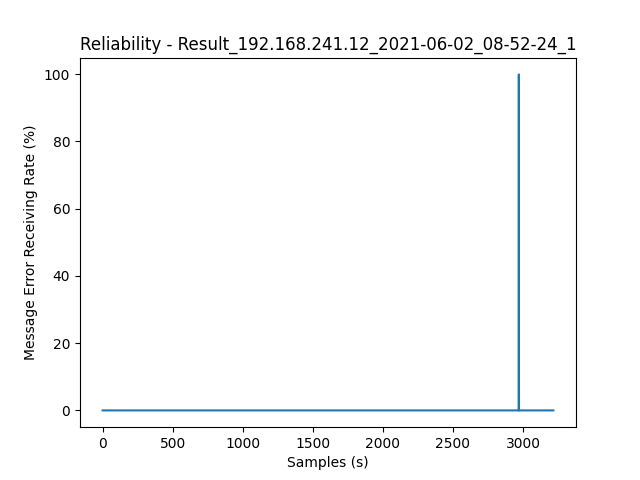 Reliability - Result_192.168.241.12_2021-06-02_08-52-24_1
Message Error Receiving Rate (%)
100
80
60
40
20
0
0 500 1000 1500 2000 2500 3000
Samples (s)